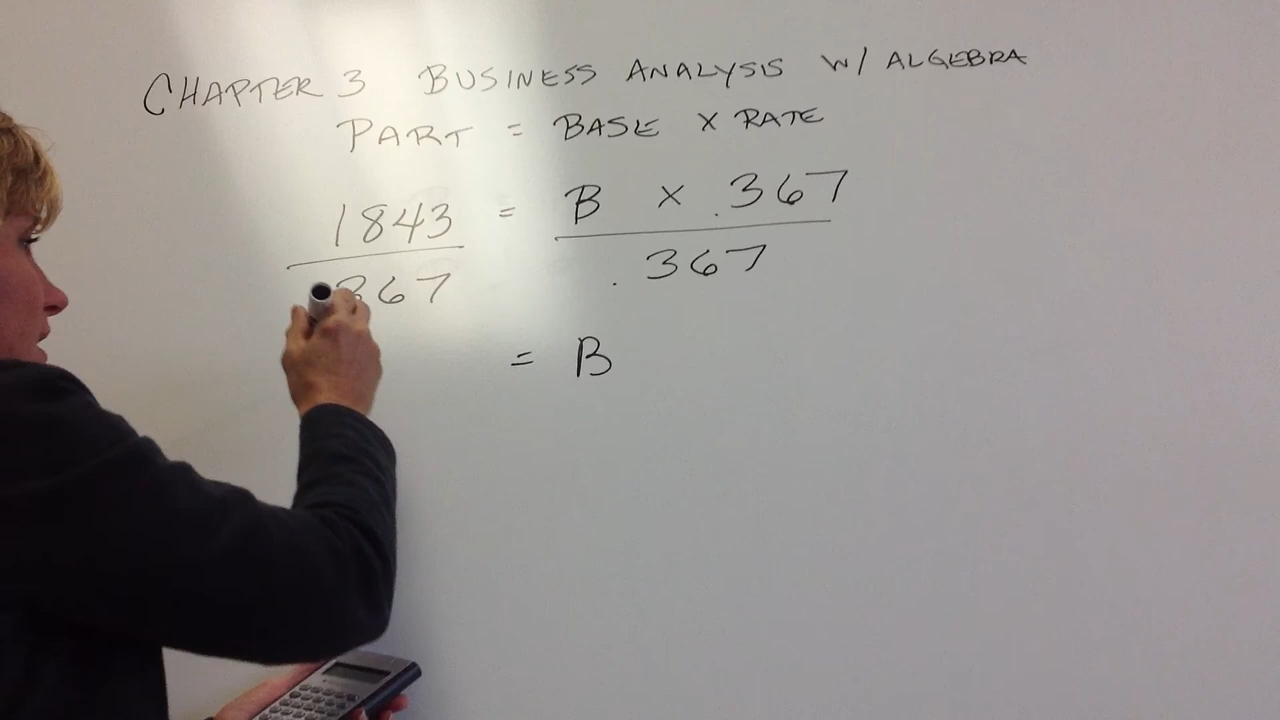 CHAPTER 3 BUSINESS ANALYSIS W/ ALGEBRA
PART = BASE X RATE
1843 = B X .367
367 .367
= B